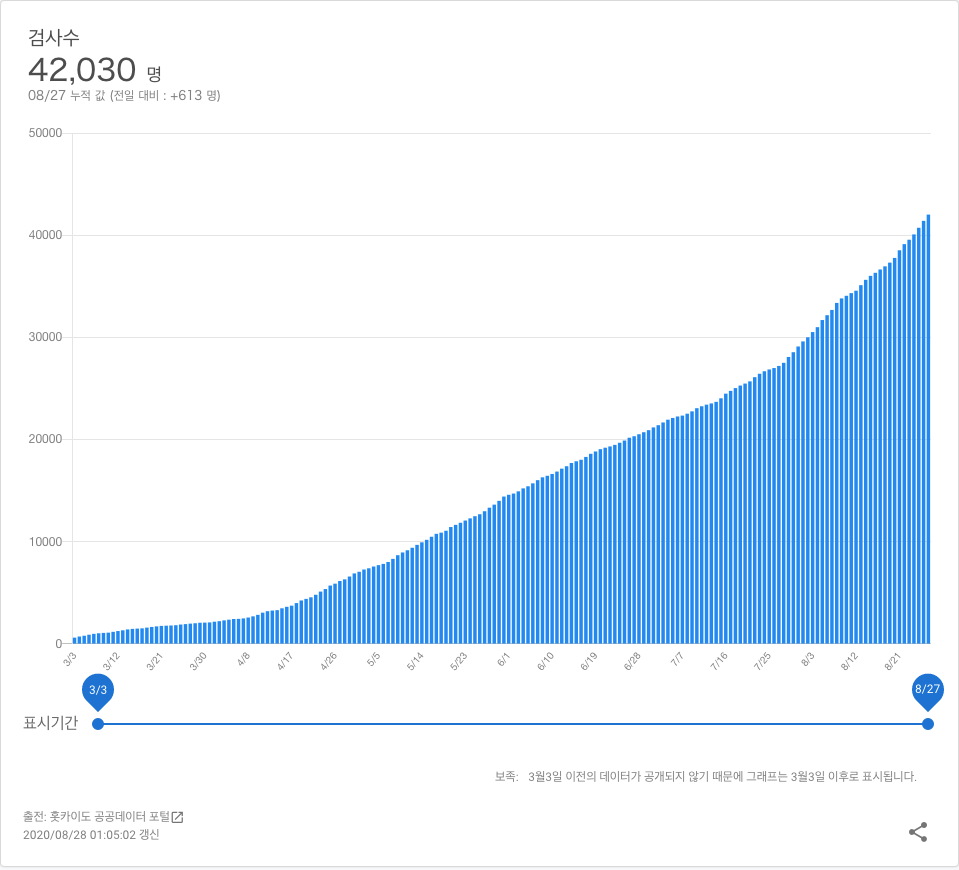 검사수
42,030 명
08/27 누적 값 (전일 대비 : +613 명)
50000
40000
30000
20000
10000
0
3/3 3/12 3/21 3/30 4/8 4/17 4/26 5/5 5/14 5/23 6/1 6/10 6/19 6/28 7/7 7/16 7/25 8/3 8/12 8/21
3/3 8/27
표시기간
보족: 3월3일 이전의 데이터가 공개되지 않기 때문에 그래프는 3월3일 이후로 표시됩니다.
출전: 홋카이도 공공데이터 포털
2020/08/28 01:05:02 갱신